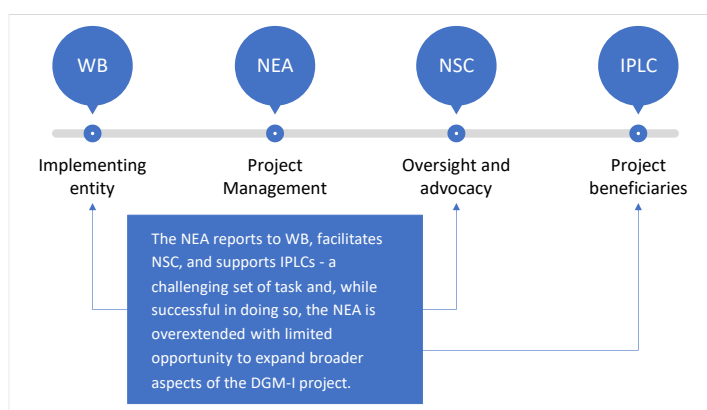 WB
NEA
NSC
IPLC
Implementing
entity
Project
Management
Oversight and
advocacy
Project
beneficiaries
The NEA reports to WB, facilitates
NSC, and supports IPLCs - a
challenging set of task and, while
successful in doing so, the NEA is
overextended with limited
opportunity to expand broader
aspects of the DGM-I project.